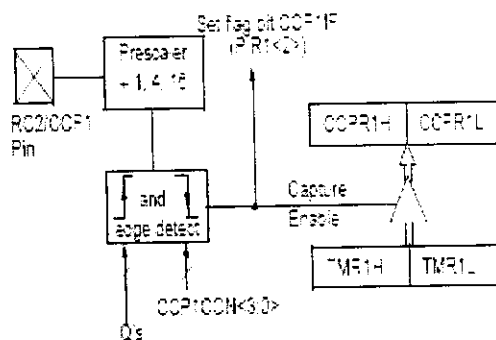 Set flag bit CCP1IF
(PIR1<2>)
Prescaler
÷ 1, 4, 16
RC2/CCP1
Pin
CCPR1H CCPR1L
and
edge detect
Capture
Enable
TMR1H TMR1L
CCP1CON<3:0>
Q's